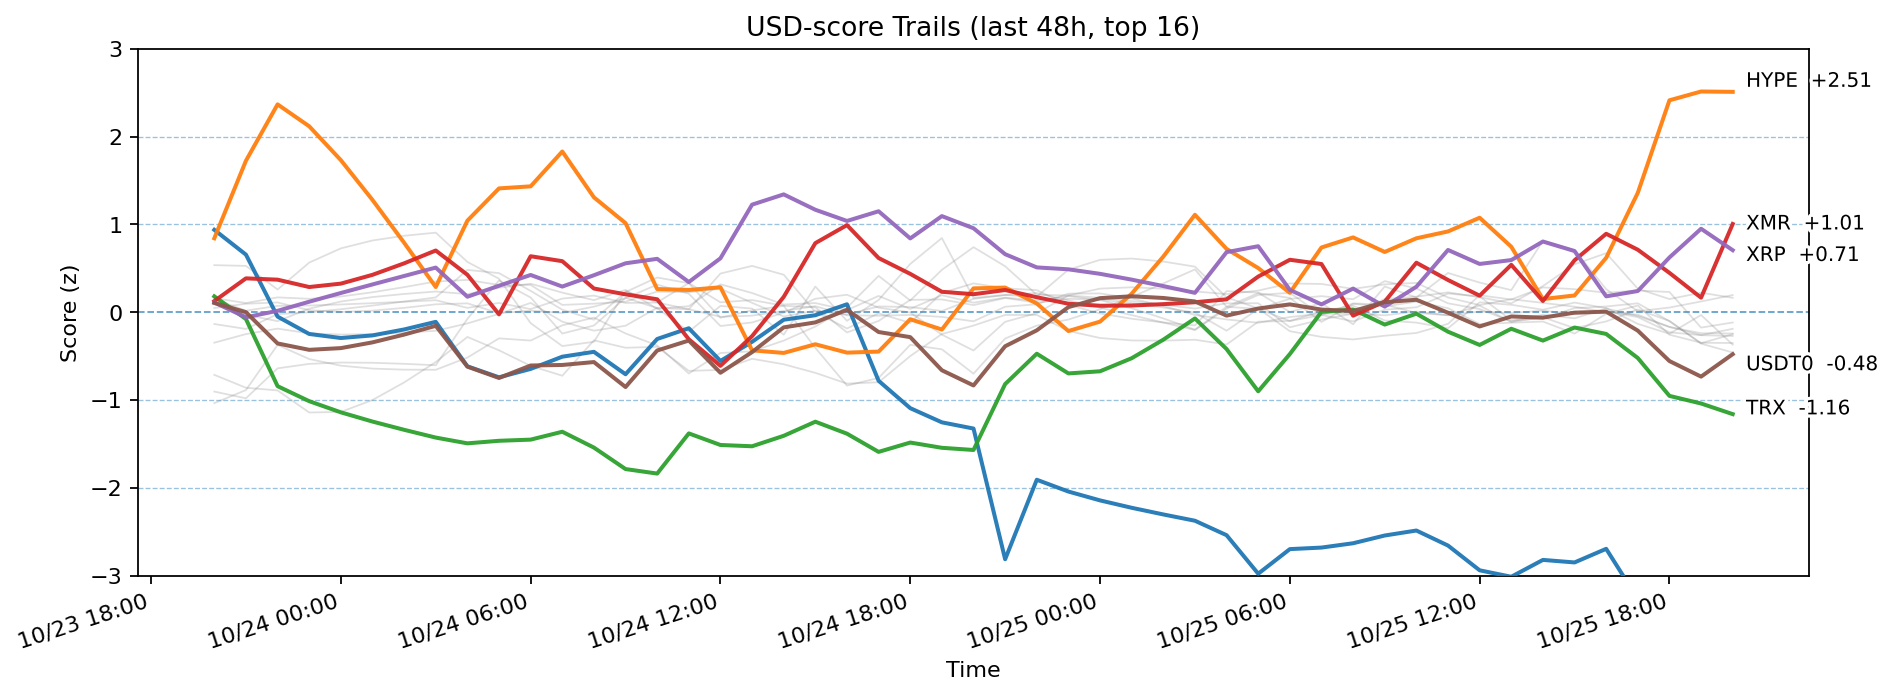 USD-score Trails (last 48h, top 16)
Score (z)
3
2
1
0
−1
−2
−3
HYPE +2.51
XMR +1.01
XRP +0.71
USDT0 -0.48
TRX -1.16
10/23 18:00
10/24 00:00
10/24 06:00
10/24 12:00
10/24 18:00
10/25 00:00
10/25 06:00
10/25 12:00
10/25 18:00
Time